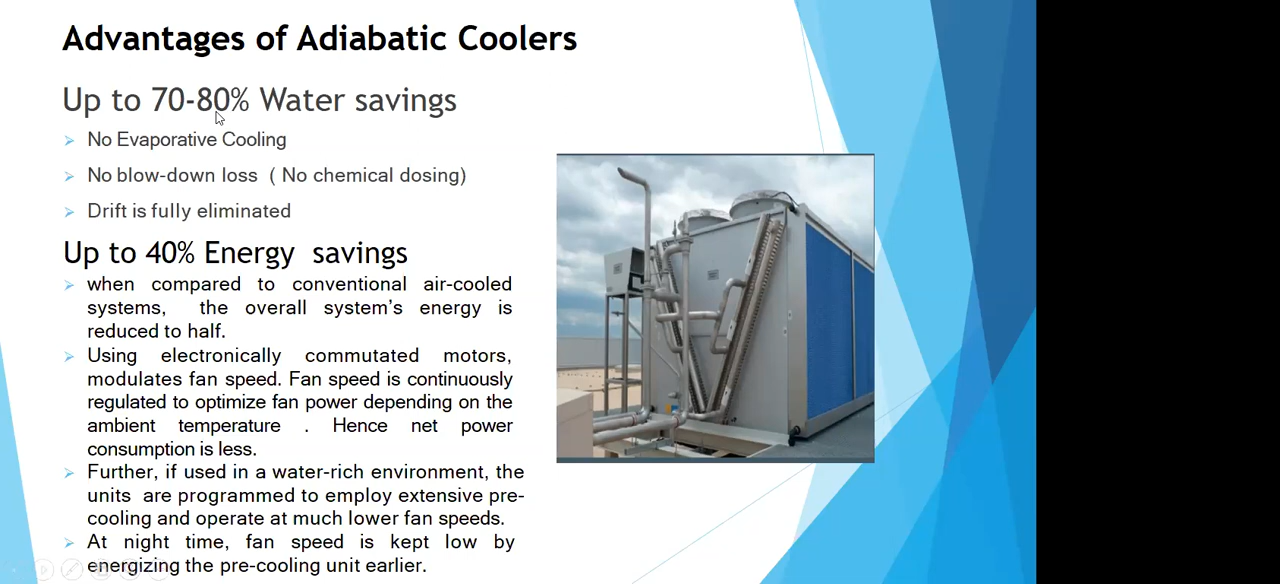 Advantages of Adiabatic Coolers
Up to 70-80% Water savings
No Evaporative Cooling
No blow-down loss ( No chemical dosing)
Drift is fully eliminated
Up to 40% Energy savings
when compared to conventional air-cooled
systems, the overall system's energy is
reduced to half.
Using electronically commutated motors,
modulates fan speed. Fan speed is continuously
regulated to optimize fan power depending on the
ambient temperature . Hence net power
consumption is less.
Further, if used in a water-rich environment, the
units are programmed to employ extensive pre-
cooling and operate at much lower fan speeds.
At night time, fan speed is kept low by
energizing the pre-cooling unit earlier.